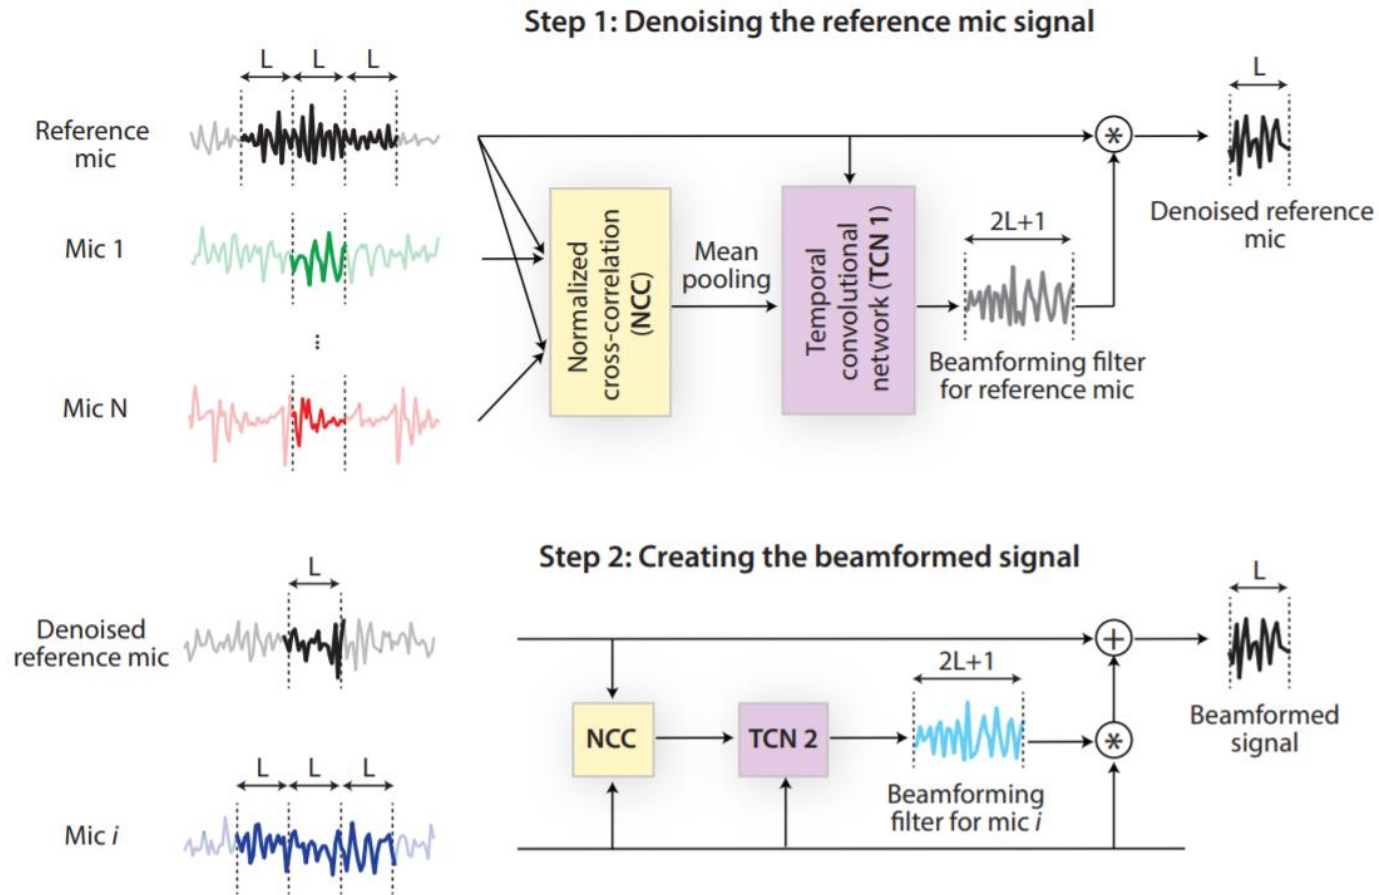 Step 1: Denoising the reference mic signal
L
L
L
L
Reference
mic
Mic 1
...
Mic N
Normalized
cross-correlation
(NCC)
Mean
pooling
Temporal
convolutional
network (TCN 1)
2L+1
Beamforming filter
for reference mic
*
Denoised reference
mic
Step 2: Creating the beamformed signal
L
L
Denoised
reference mic
+
2L+1
NCC
TCN 2
*
Beamformed
signal
L
L
L
Beamforming
filter for mic i
Mic i